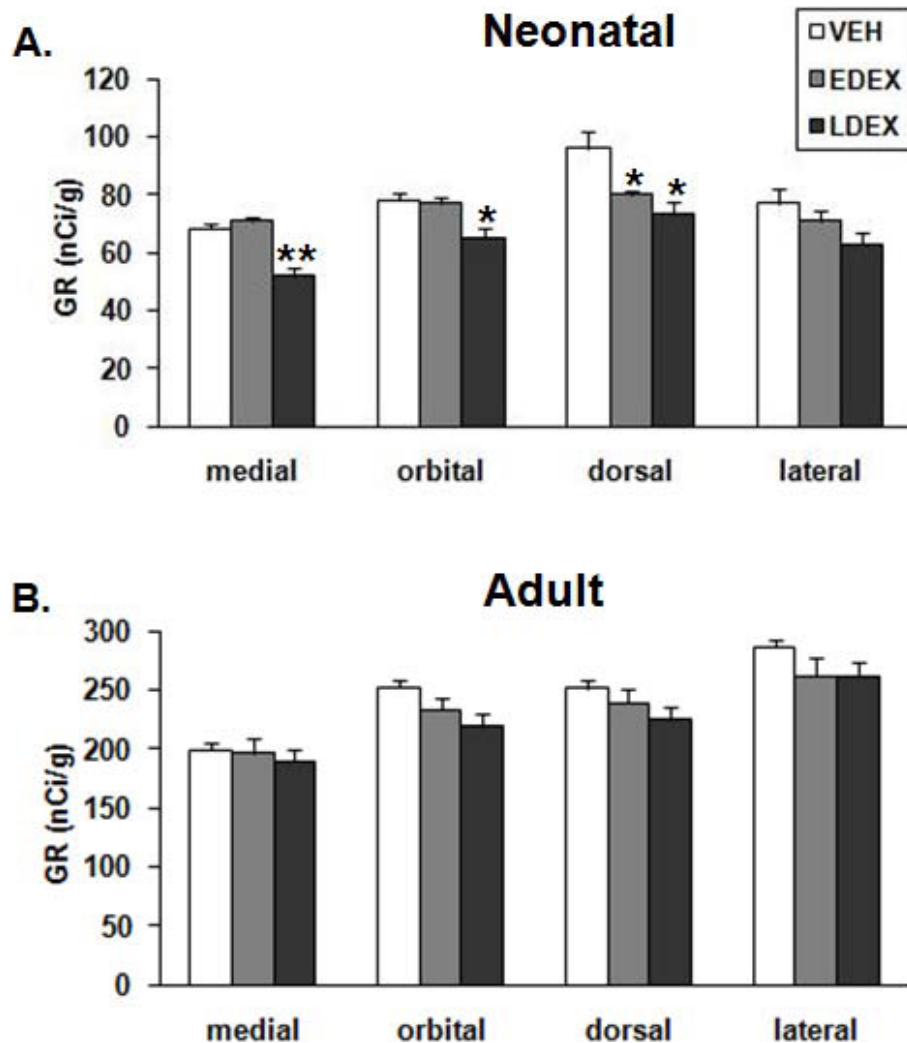 A.
Neonatal
VEH
EDEX
LDEX
GR (nCi/g)
120
100
80
60
40
20
0
**
*
*
*
medial orbital dorsal lateral
B.
Adult
GR (nCi/g)
300
250
200
150
100
50
0
medial orbital dorsal lateral